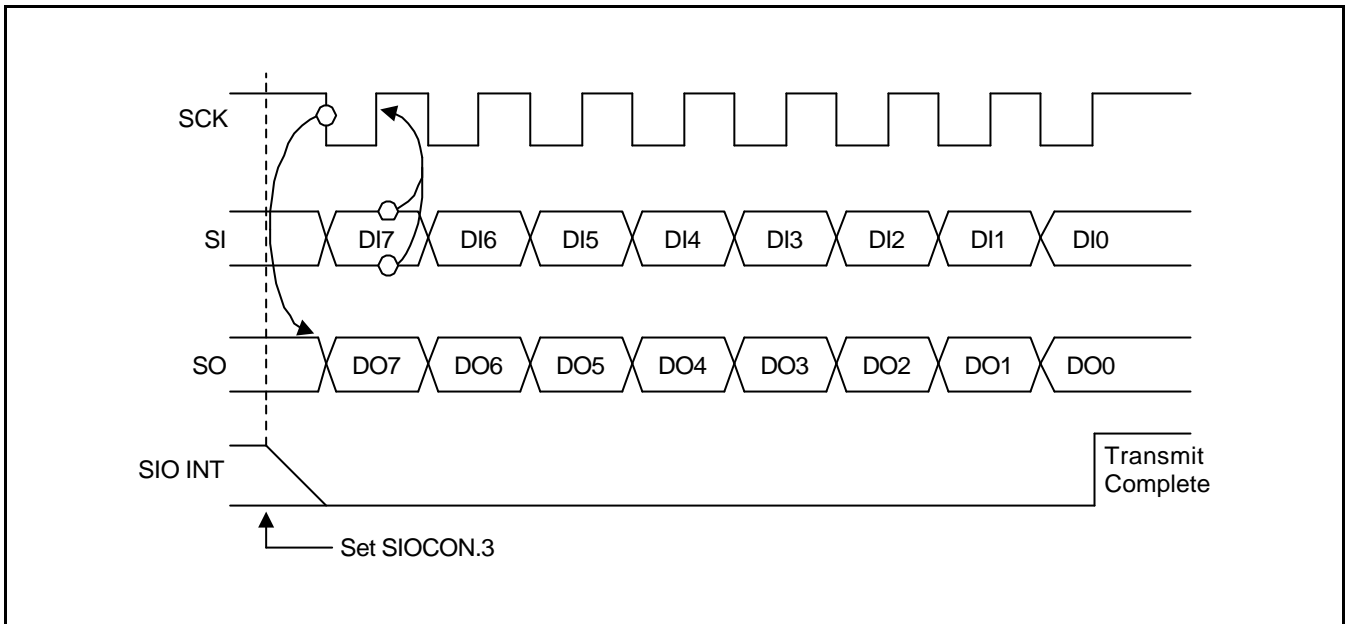 SCK
SI
DI7 DI6 DI5 DI4 DI3 DI2 DI1 DI0
SO
DO7 DO6 DO5 DO4 DO3 DO2 DO1 DO0
SIO INT
Transmit
Complete
Set SIOCON.3